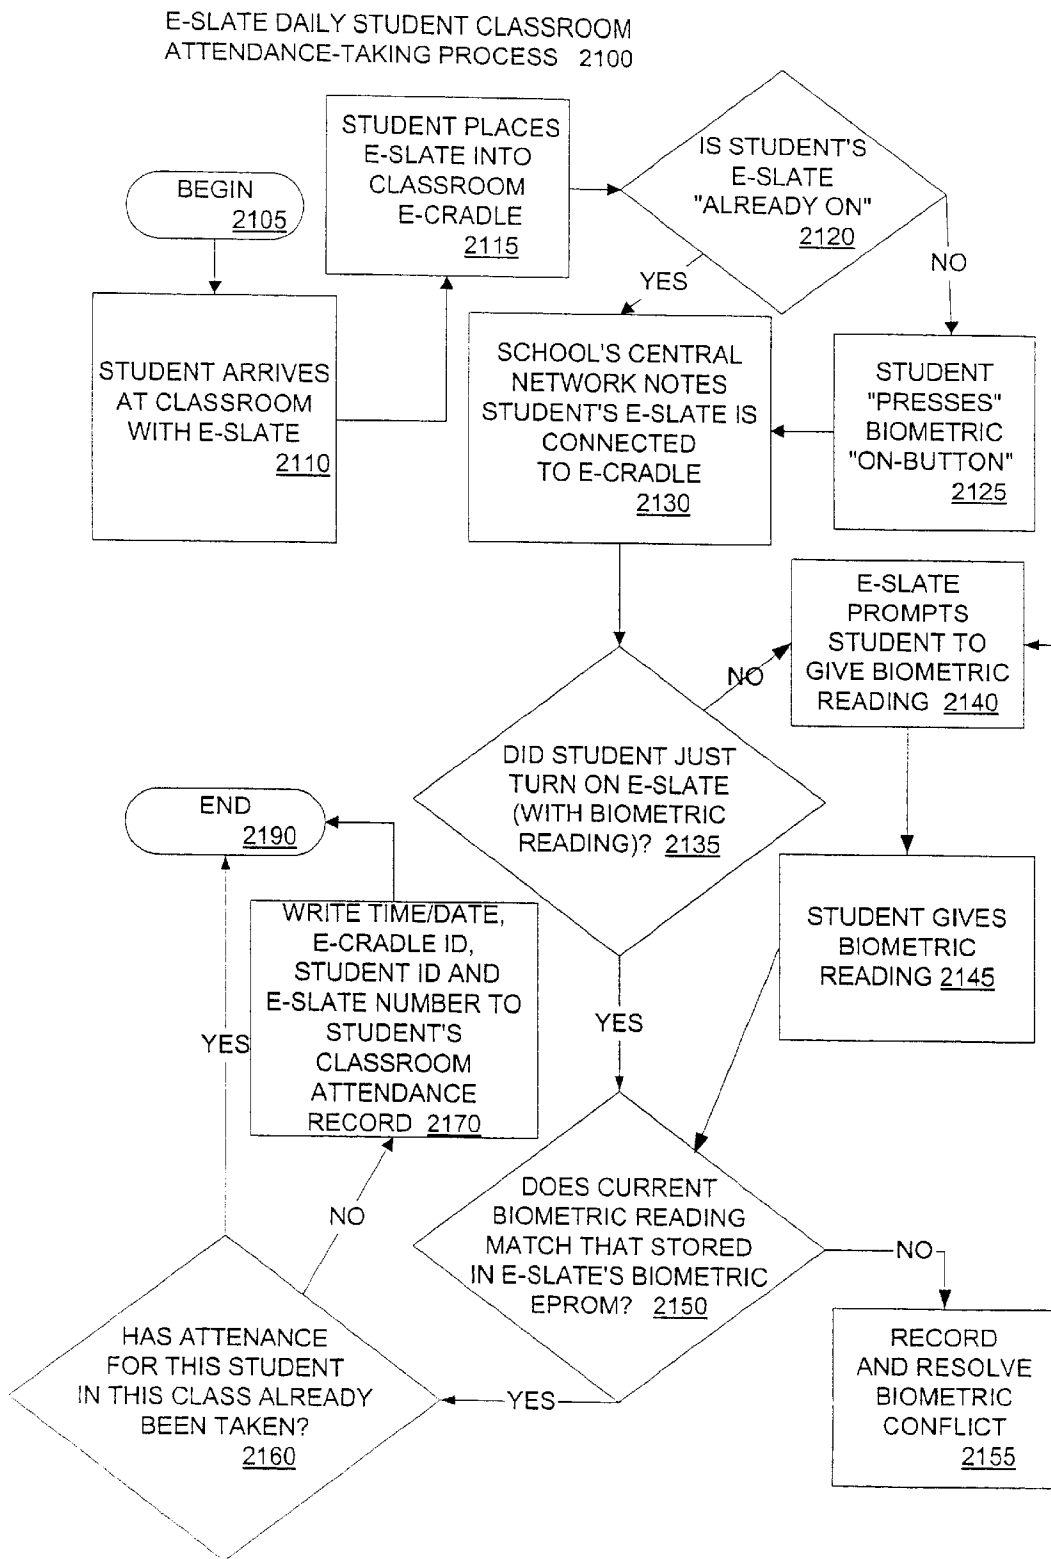 E-SLATE DAILY STUDENT CLASSROOM
ATTENDANCE-TAKING PROCESS 2100
BEGIN
2105
STUDENT ARRIVES
AT CLASSROOM
WITH E-SLATE
2110
STUDENT PLACES
E-SLATE INTO
CLASSROOM
E-CRADLE
2115
IS STUDENT'S
E-SLATE
"ALREADY ON"
2120
YES
NO
STUDENT
"PRESSES"
BIOMETRIC
"ON-BUTTON"
2125
SCHOOL'S CENTRAL
NETWORK NOTES
STUDENT'S E-SLATE IS
CONNECTED
TO E-CRADLE
2130
DID STUDENT JUST
TURN ON E-SLATE
(WITH BIOMETRIC
READING)? 2135
NO
E-SLATE
PROMPTS
STUDENT TO
GIVE BIOMETRIC
READING 2140
STUDENT GIVES
BIOMETRIC
READING 2145
YES
DOES CURRENT
BIOMETRIC READING
MATCH THAT STORED
IN E-SLATE'S BIOMETRIC
EPROM? 2150
NO
RECORD
AND RESOLVE
BIOMETRIC
CONFLICT
2155
YES
HAS ATTENANCE
FOR THIS STUDENT
IN THIS CLASS ALREADY
BEEN TAKEN?
2160
NO
WRITE TIME/DATE,
E-CRADLE ID,
STUDENT ID AND
E-SLATE NUMBER TO
STUDENT'S
CLASSROOM
ATTENDANCE
RECORD 2170
YES
END
2190